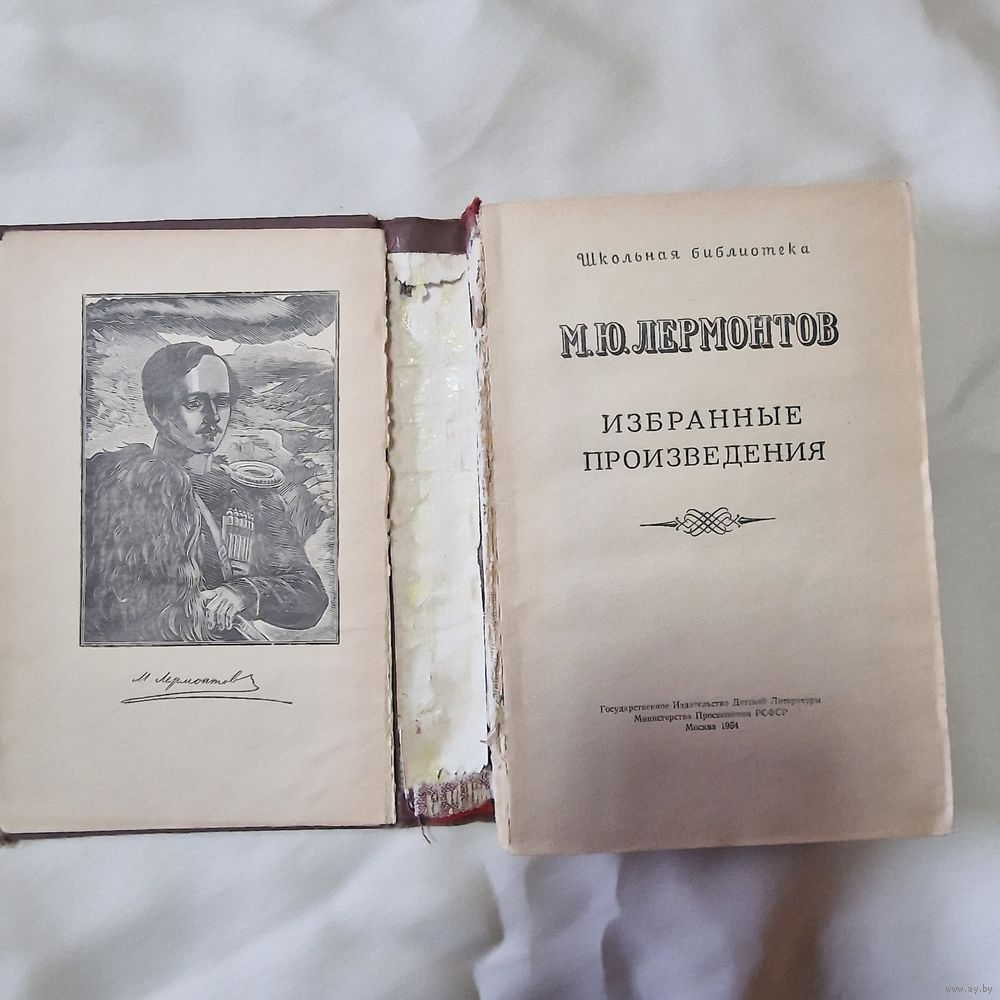 М Лермонтов
Школьная библиотека
М.Ю.ЛЕРМОНТОВ
ИЗБРАННЫЕ
ПРОИЗВЕДЕНИЯ
Государственное Издательство Детской Литературы
Министерства Просвещения РСФСР
Москва 1954
www.ay.by